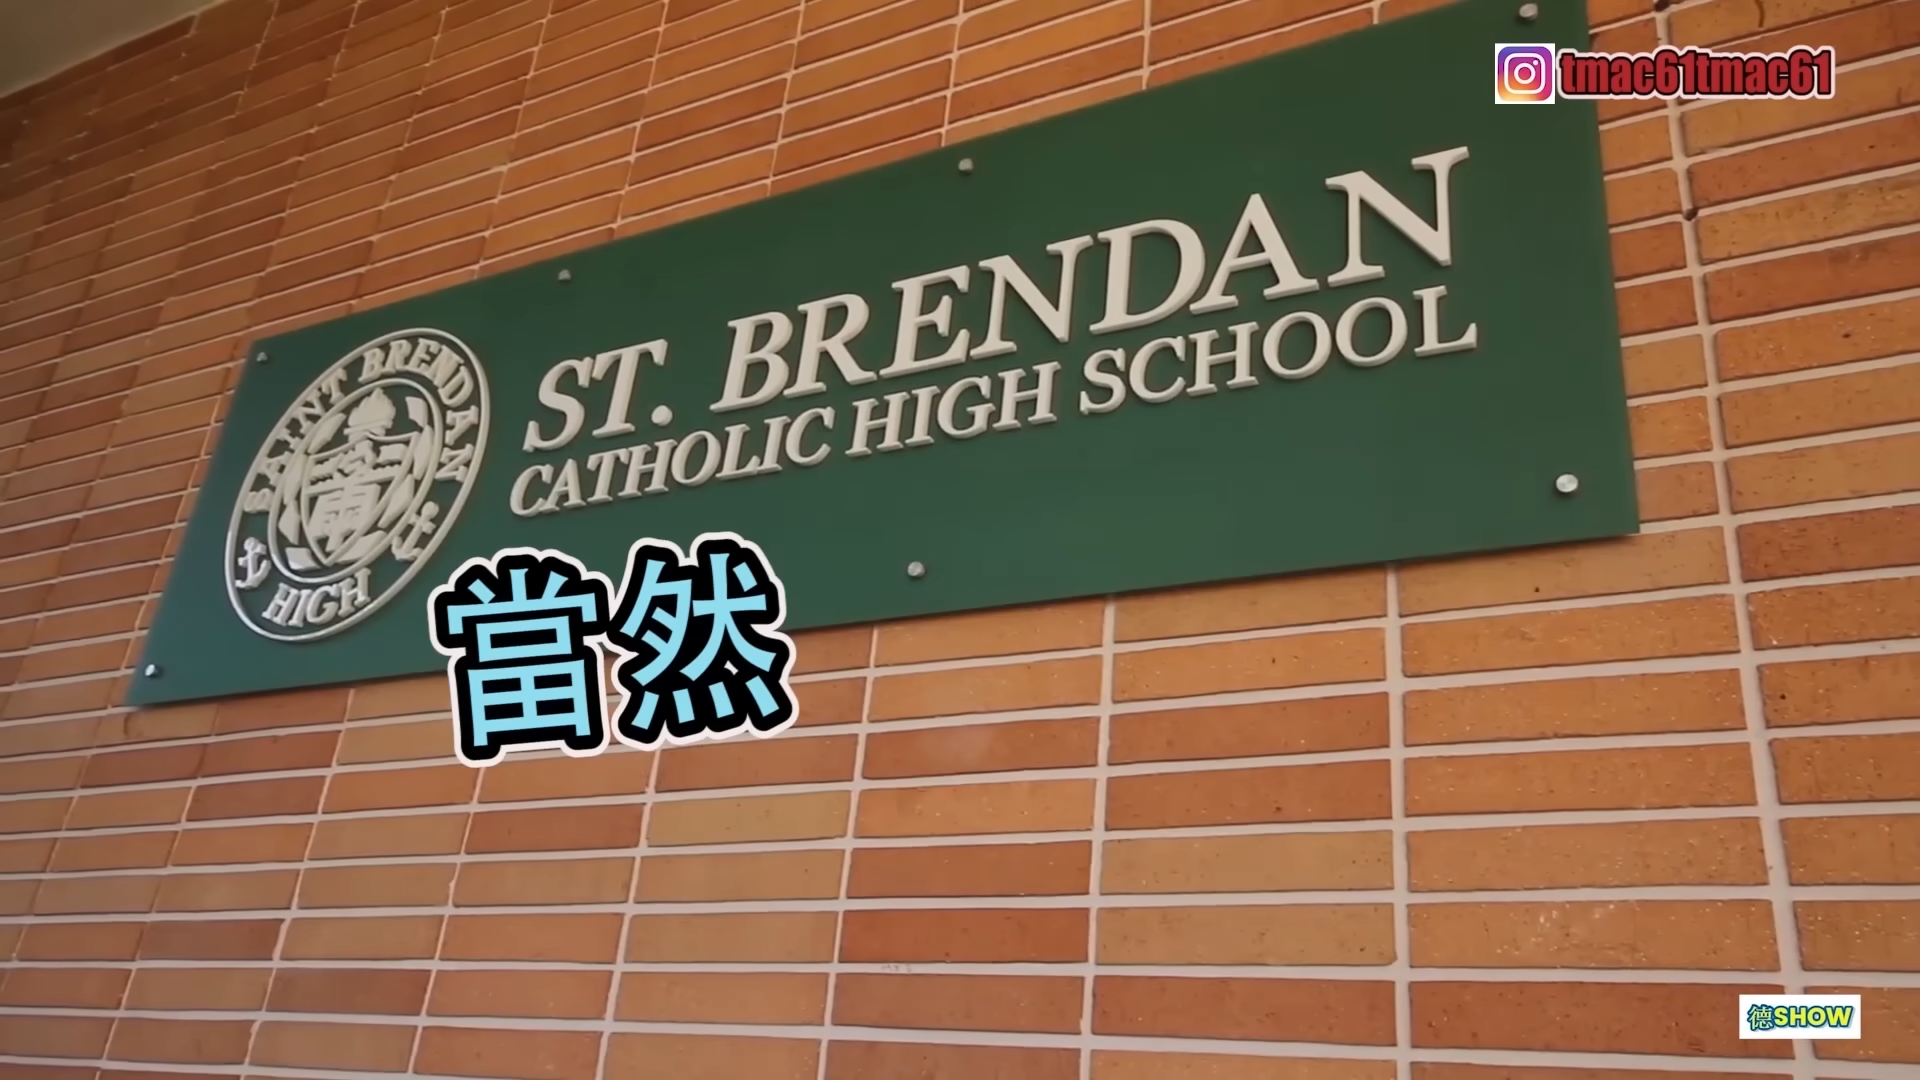 tmac61tmac61
ST. BRENDAN
CATHOLIC HIGH SCHOOL
SAINT BRENDAN
HIGH
當然
德SHOW